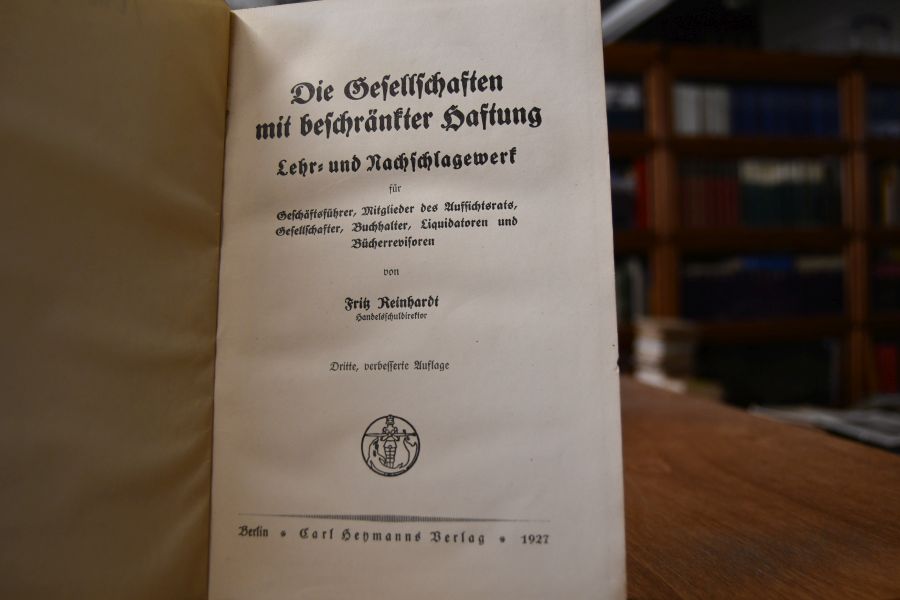 Die Gesellschaften
mit beschränkter Haftung
Lehr- und Nachschlagewerk
für
Geschäftsführer, Mitglieder des Aufsichtsrats,
Gesellschafter, Buchhalter, Liquidatoren und
Bücherrevisoren
von
Fritz Reinhardt
Handelsschuldirektor
Dritte, verbesserte Auflage
Berlin * Carl Heymanns Verlag * 1927